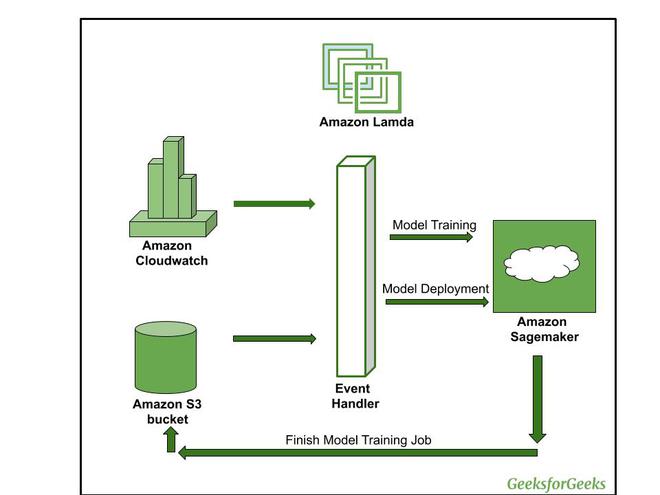 Amazon Lamda
Amazon
Cloudwatch
Model Training
Model Deployment
Amazon
Sagemaker
Amazon S3
bucket
Event
Handler
Finish Model Training Job
GeeksforGeeks